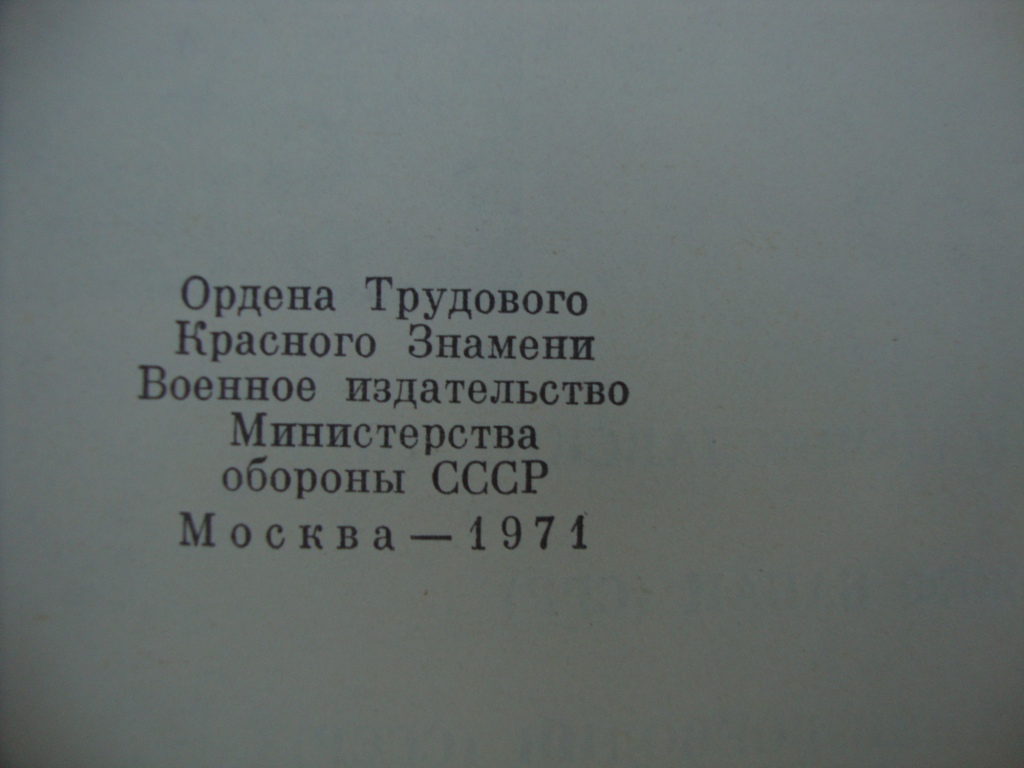 Ордена Трудового
Красного Знамени
Военное издательство
Министерства
обороны СССР
Москва — 1971